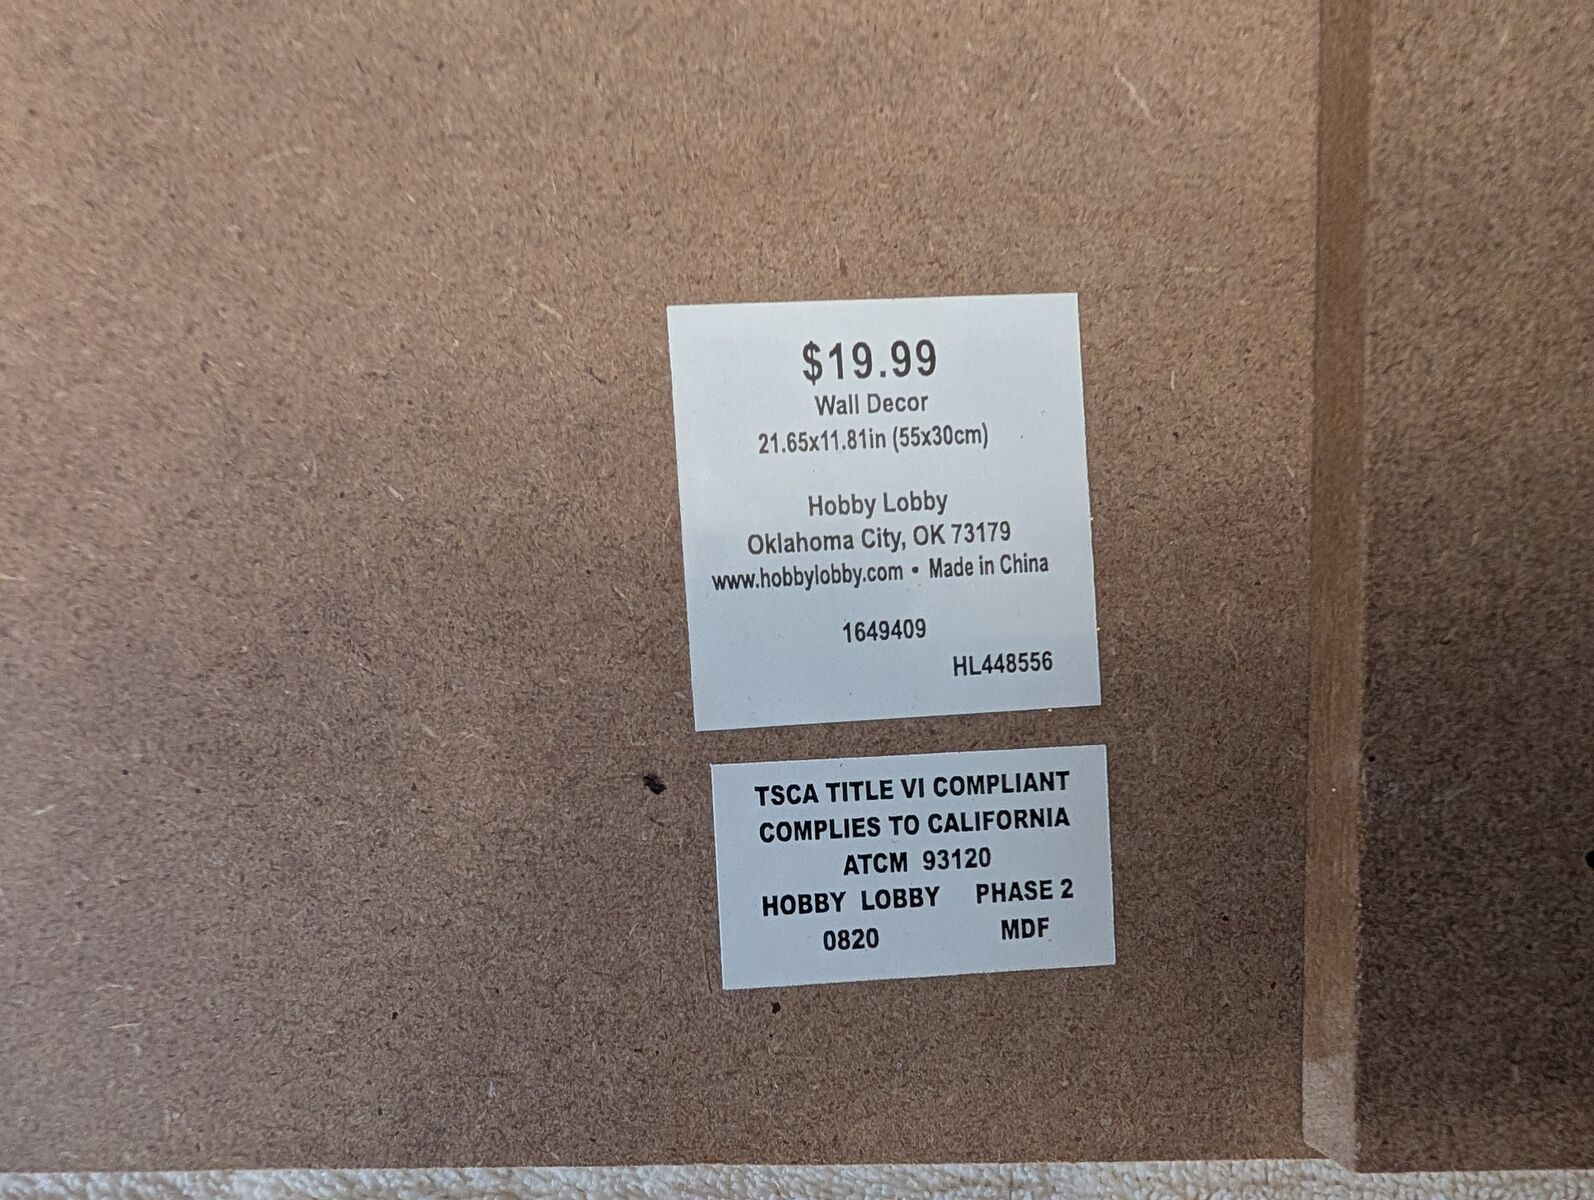 $19.99
Wall Decor
21.65x11.81in (55x30cm)
Hobby Lobby
Oklahoma City, OK 73179
www.hobbylobby.com • Made in China
1649409
HL448556
TSCA TITLE VI COMPLIANT
COMPLIES TO CALIFORNIA
ATCM 93120
HOBBY LOBBY PHASE 2
0820 MDF